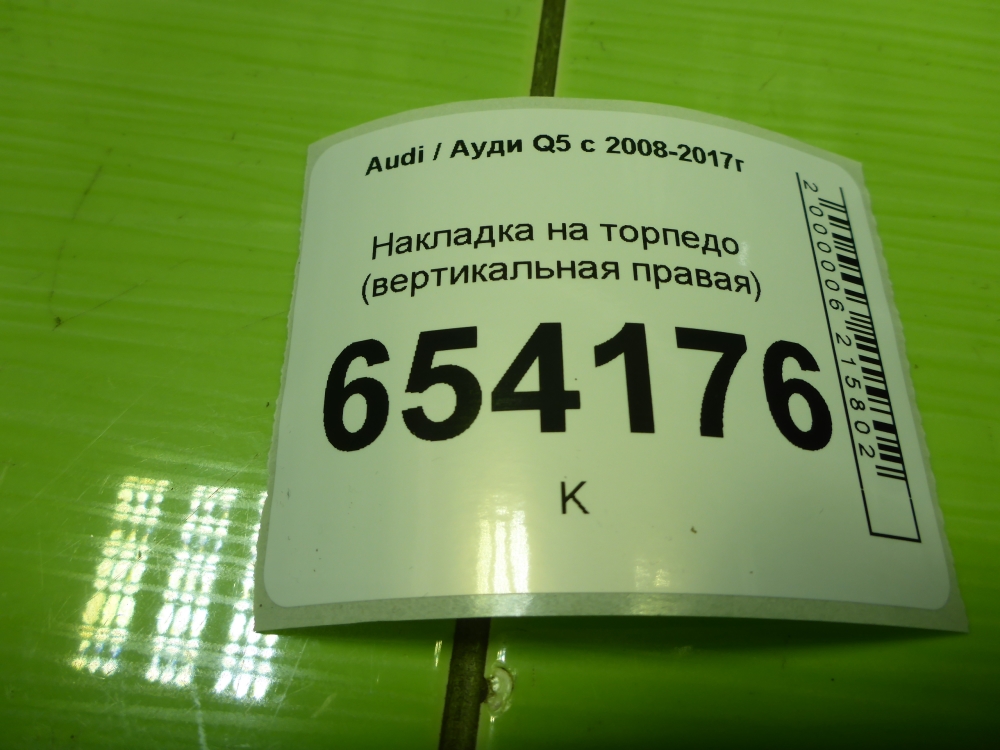 Audi / Ауди Q5 с 2008-2017г
Накладка на торпедо
(вертикальная правая)
654176
К
2000006215802